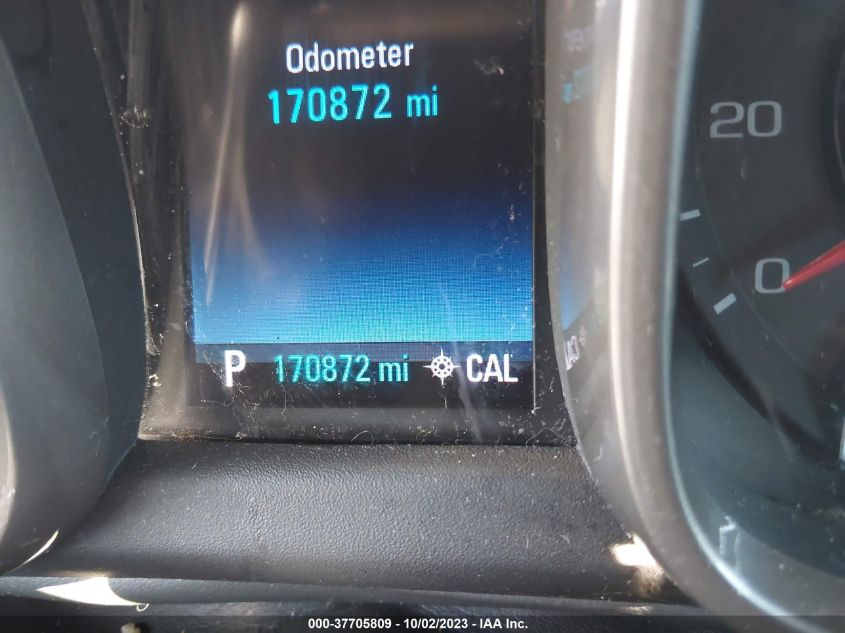 Odometer
170872 mi
20
0
P 170872 mi CAL
000-37705809 - 10/02/2023 - IAA Inc.